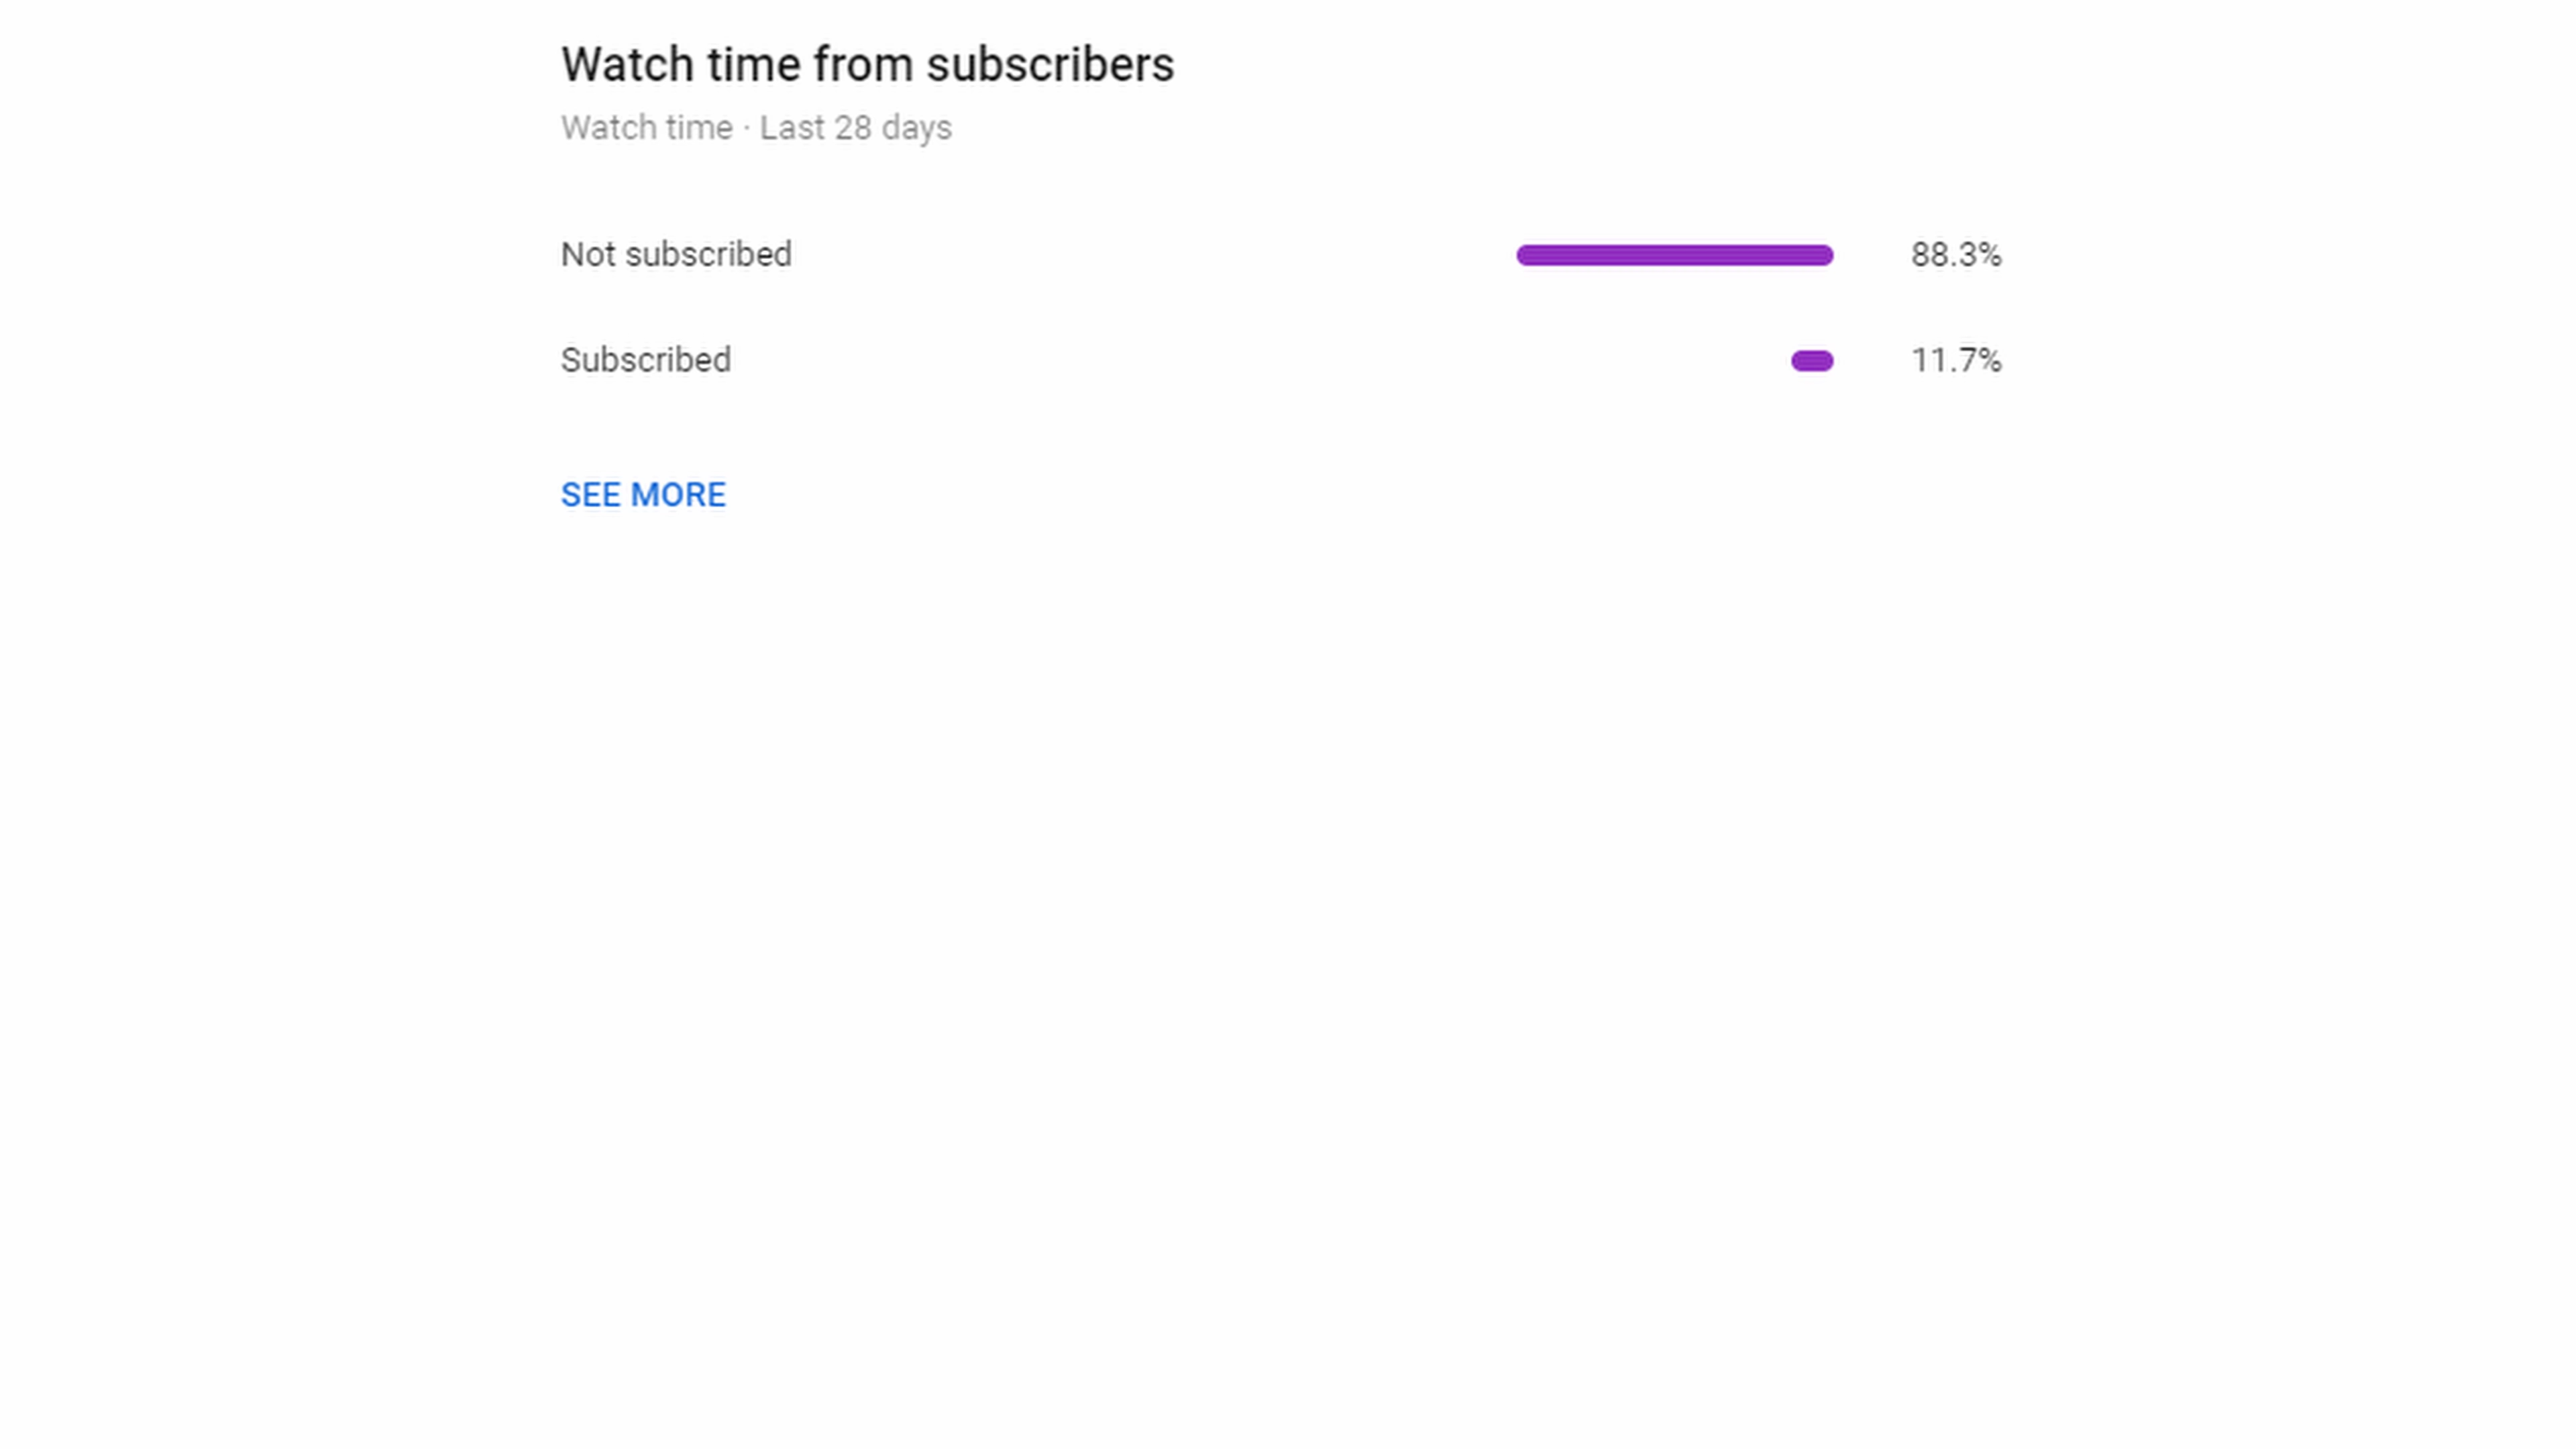 Watch time from subscribers
Watch time · Last 28 days
Not subscribed 88.3%
Subscribed 11.7%
SEE MORE